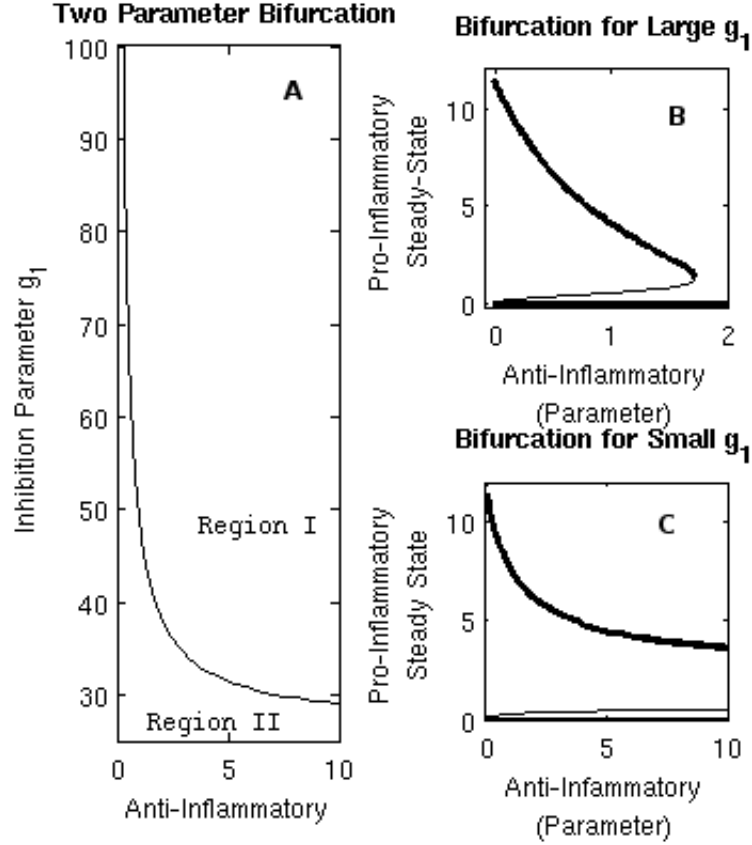 Two Parameter Bifurcation
A
100
90
80
70
60
50
40
30
Inhibition Parameter g1
Region I
Region II
0 5 10
Anti-Inflammatory
Bifurcation for Large g1
B
10
5
0
Pro-Inflammatory
Steady-State
0 1 2
Anti-Inflammatory
(Parameter)
Bifurcation for Small g1
C
10
5
0
Pro-Inflammatory
Steady State
0 5 10
Anti-Infammatory
(Parameter)